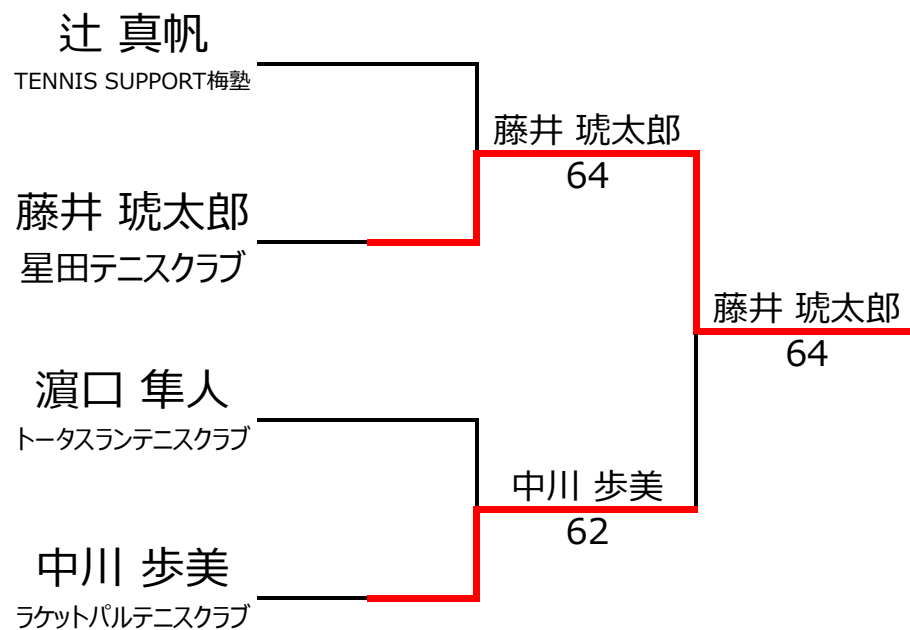 辻 真帆
TENNIS SUPPORT梅塾
藤井 琥太郎
64
藤井 琥太郎
星田テニスクラブ
藤井 琥太郎
64
濵口 隼人
トータスランテニスクラブ
中川 歩美
62
中川 歩美
ラケットパルテニスクラブ